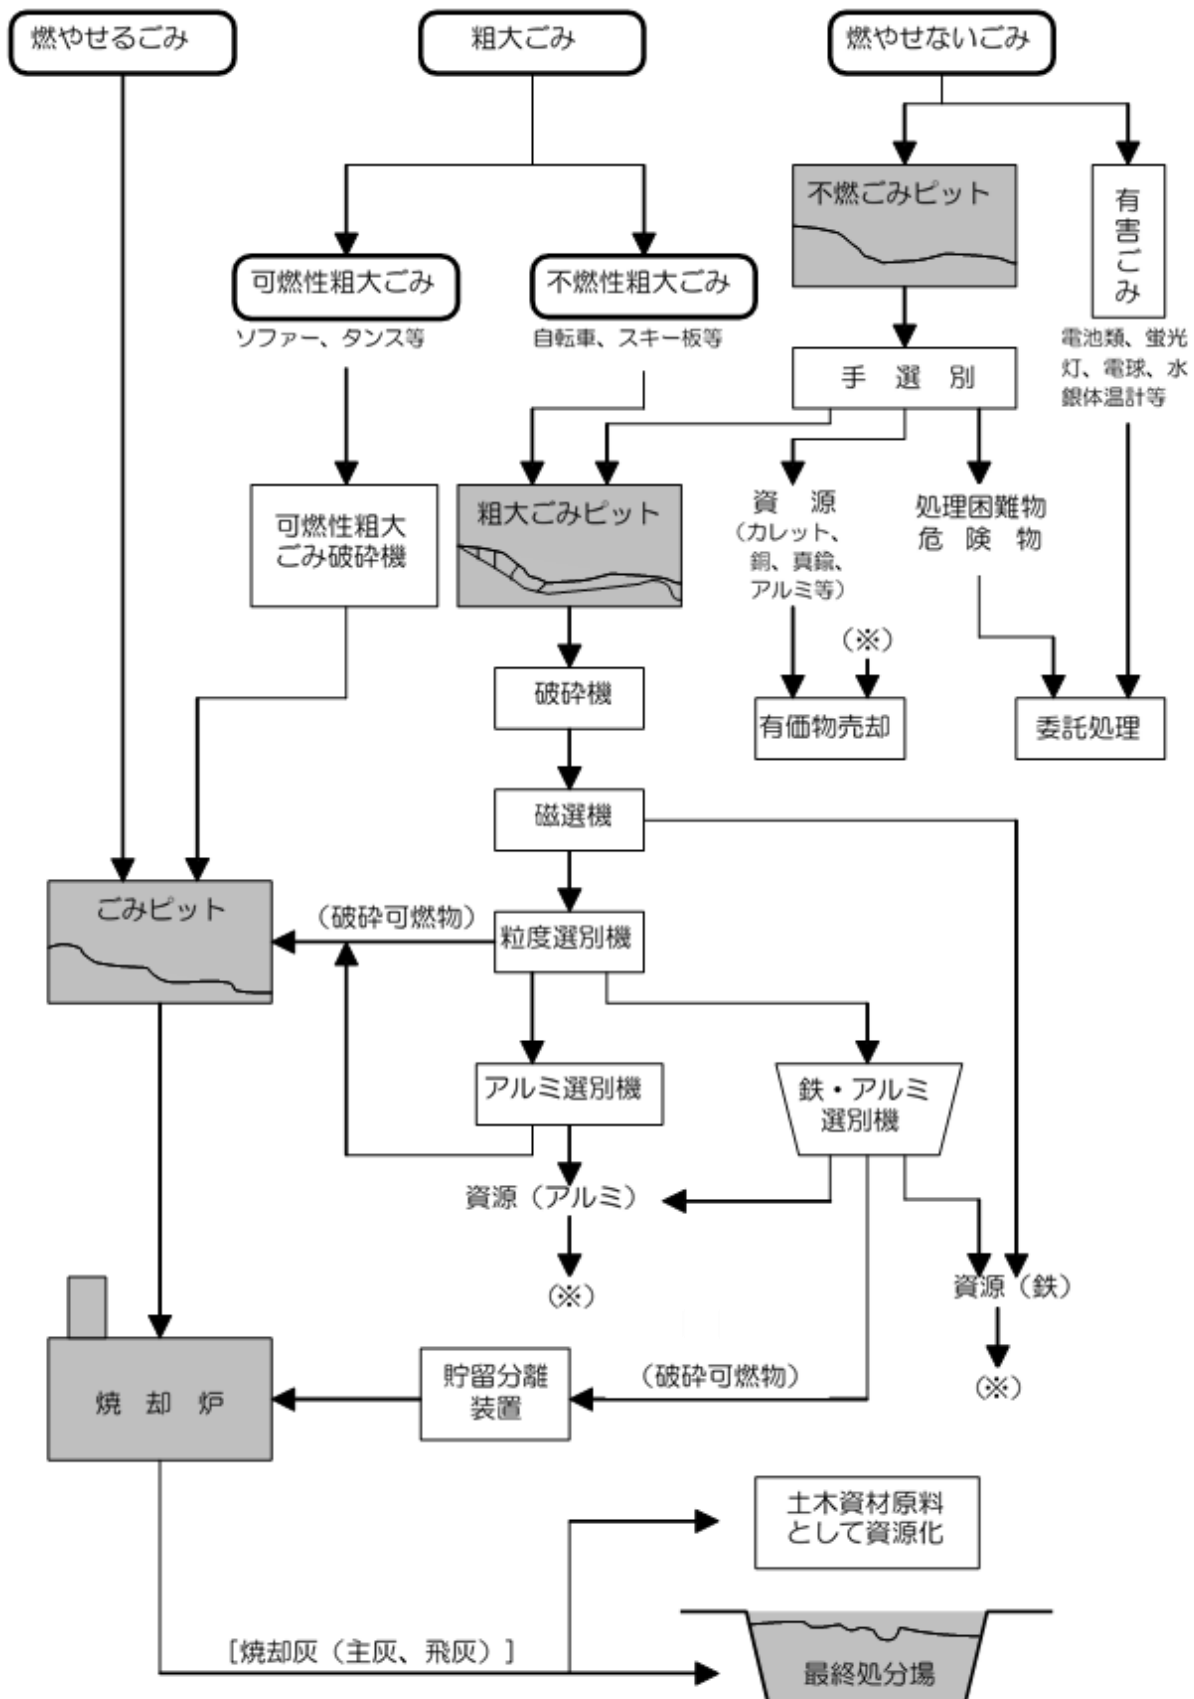 燃やせるごみ
粗大ごみ
燃やせないごみ
不燃ごみピット
有害ごみ
可燃性粗大ごみ
ソファー、タンス等
不燃性粗大ごみ
自転車、スキー板等
電池類、蛍光
灯、電球、水
銀体温計等
手 選 別
可燃性粗大
ごみ破砕機
粗大ごみピット
資 源
(カレット、
銅、真鍮、
アルミ等)
処理困難物
危 険 物
(※)
破砕機
有価物売却
委託処理
磁選機
ごみピット
(破砕可燃物)
粒度選別機
アルミ選別機
鉄・アルミ
選別機
資源(アルミ)
(※)
資源(鉄)
(※)
焼 却 炉
貯留分離
装置
(破砕可燃物)
土木資材原料
として資源化
[焼却灰(主灰、飛灰)]
最終処分場